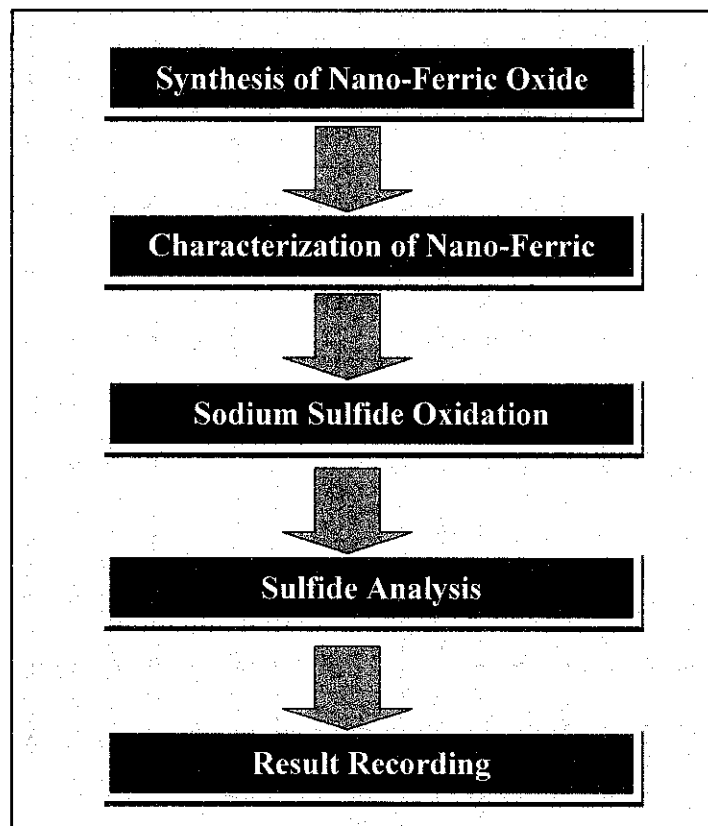 Synthesis of Nano-Ferric Oxide
Characterization of Nano-Ferric
Sodium Sulfide Oxidation
Sulfide Analysis
Result Recording